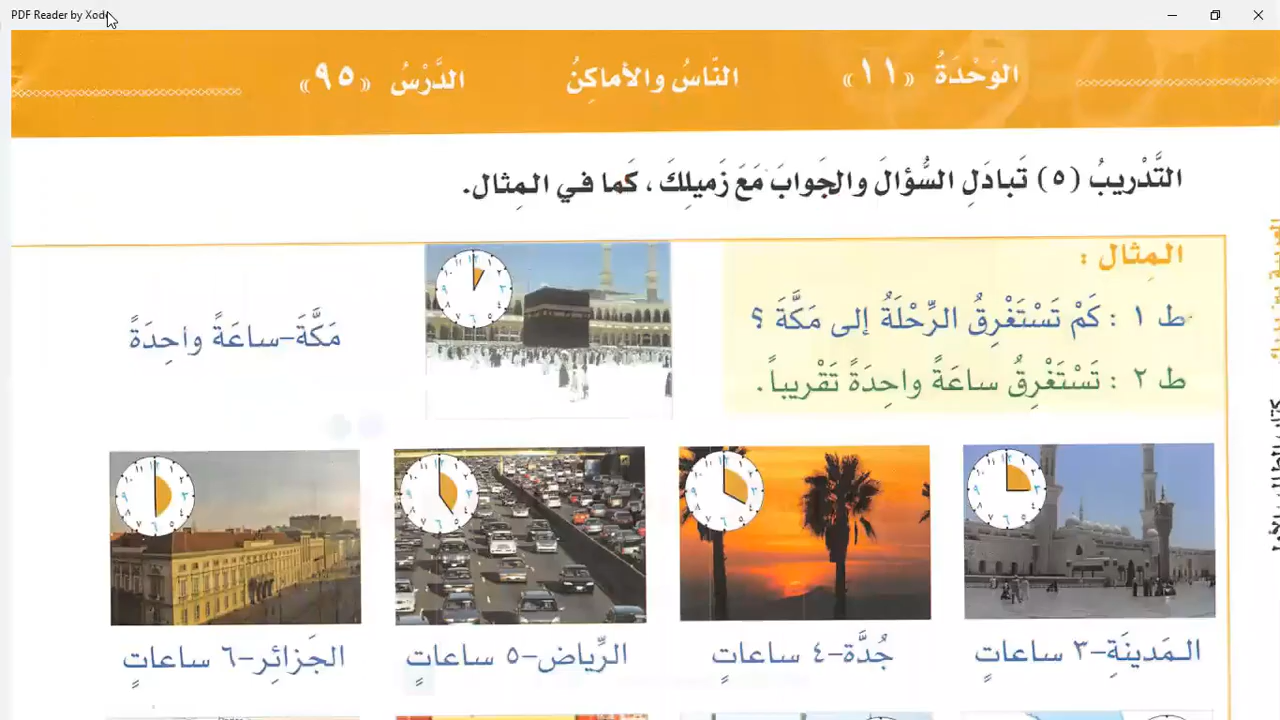 PDF Reader by Xodo
الوَحْدَةُ «١١» النّاسُ والأماكِنُ الدَّرْسُ «٩٥»
التَّدْريبُ (٥) تَبادَلِ السُّؤالَ والجَوابَ مَعَ زَميلِكَ ، كَما في المِثال.
المِثال :
ط ١ : كَمْ تَسْتَغْرِقُ الرِّحْلَةُ إلى مَكَّةَ ؟
ط ٢ : تَسْتَغْرِقُ ساعَةً واحِدَةً تَقْريباً.
مَكَّةَ-ساعَةً واحِدَةً
المَدينَةِ-٣ ساعاتٍ
جُدَّة-٤ ساعاتٍ
الرِّياض-٥ ساعاتٍ
الجَزائِر-٦ ساعاتٍ